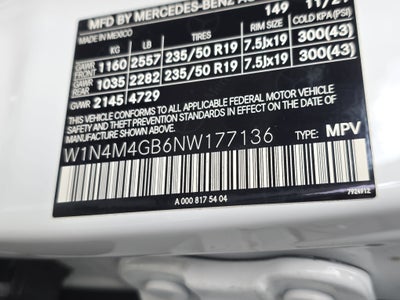 MFD BY MERCEDES-BENZ 149 11/21
MADE IN MEXICO
KG LB TIRES RIM SIZE COLD KPA(PSI)
GAWR FRONT 1160 2557 235/50 R19 7.5Jx19 300(43)
GAWR REAR 1035 2282 235/50 R19 7.5Jx19 300(43)
GVWR 2145 4729
THIS VEHICLE CONFORMS TO ALL APPLICABLE FEDERAL MOTOR VEHICLE
SAFETY AND THEFT PREVENTION STANDARDS IN EFFECT ON THE DATE OF
MANUFACTURE SHOWN ABOVE.
W1N4M4GB6NW177136 TYPE: MPV
A 000 817 54 04